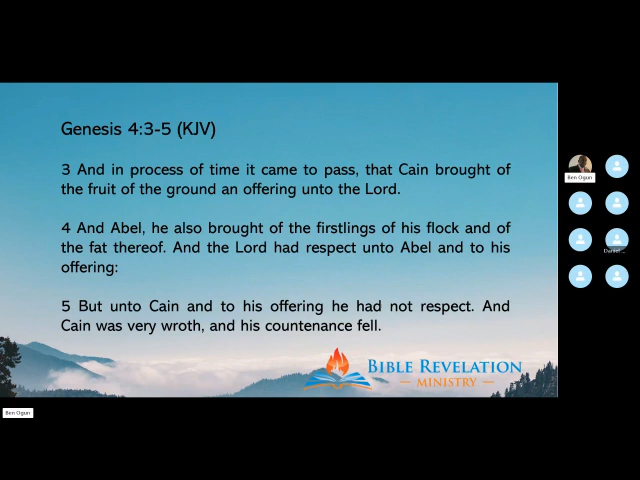 Genesis 4:3-5 (KJV)
3 And in process of time it came to pass, that Cain brought of
the fruit of the ground an offering unto the Lord.
4 And Abel, he also brought of the firstlings of his flock and of
the fat thereof. And the Lord had respect unto Abel and to his
offering:
5 But unto Cain and to his offering he had not respect. And
Cain was very wroth, and his countenance fell.
BIBLE REVELATION
MINISTRY
Ben Ogun
Ben Ogun